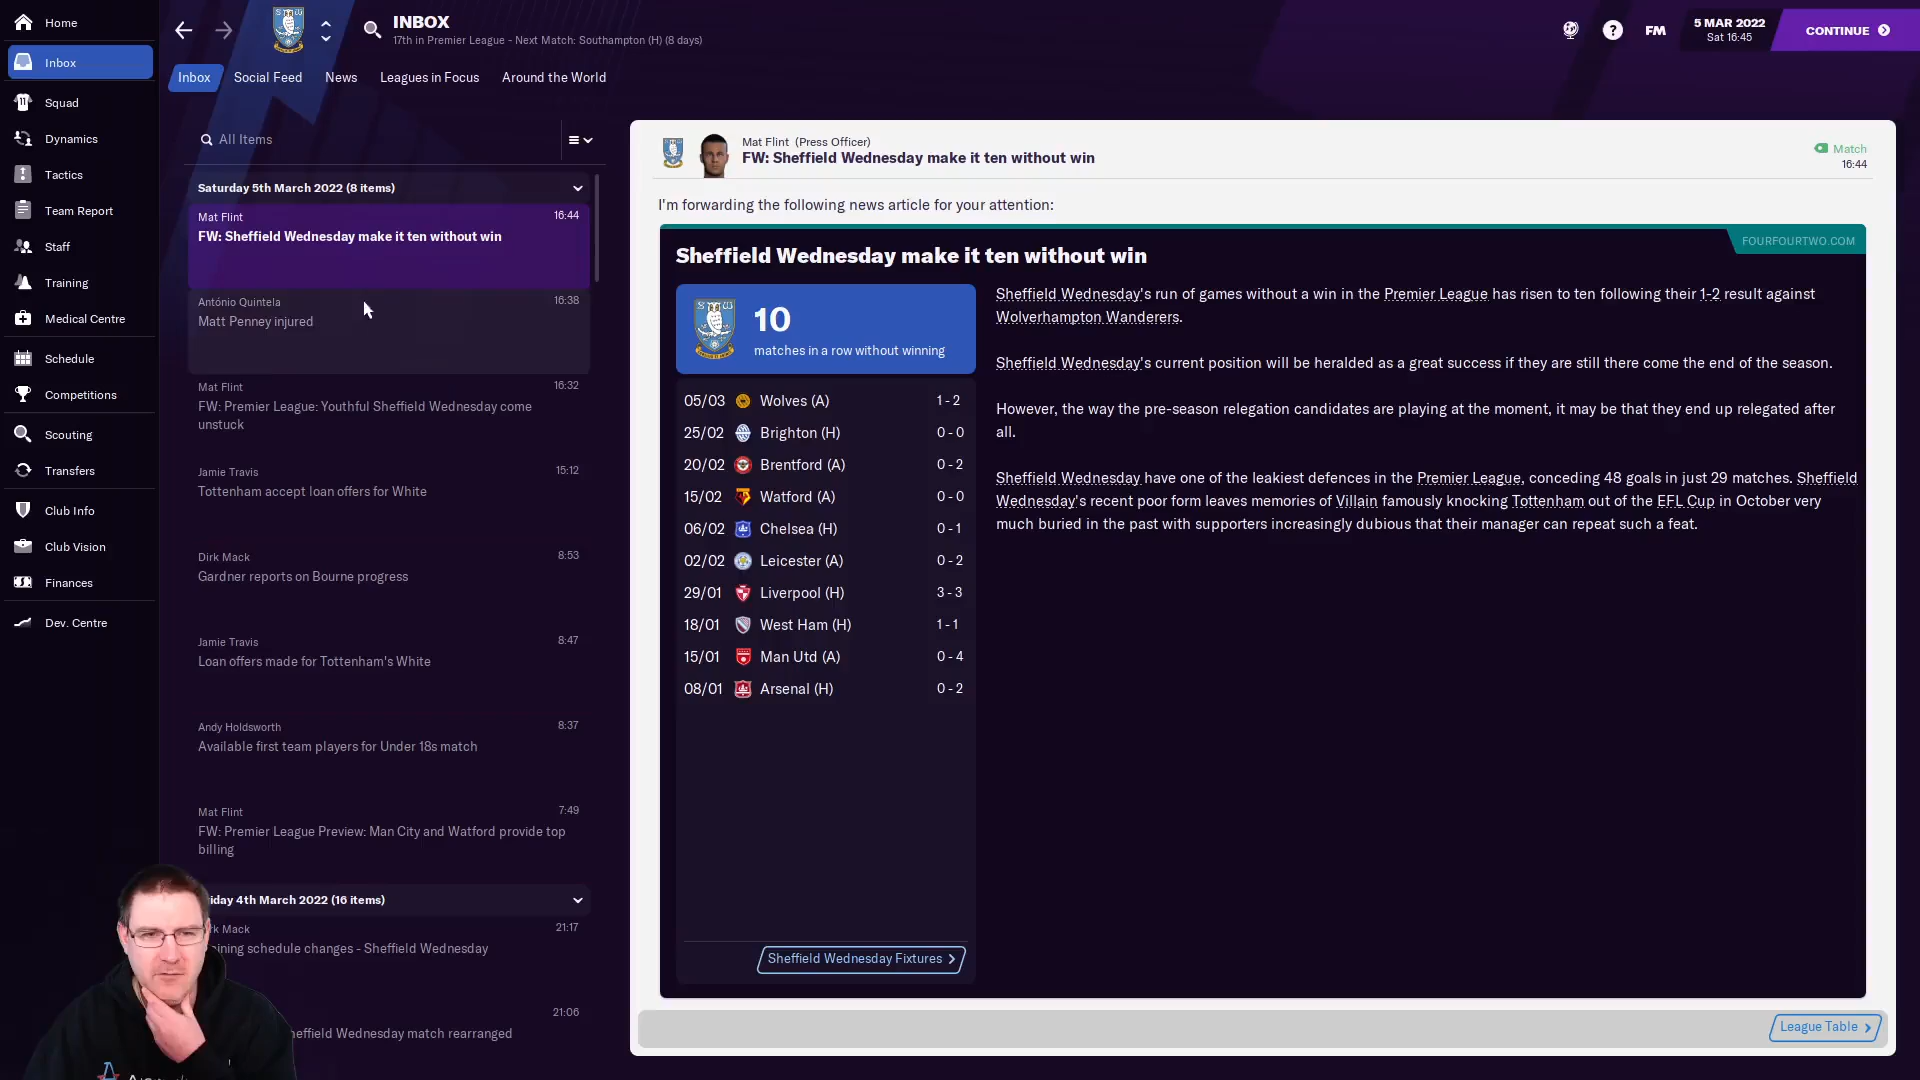 Home
Inbox
Squad
Dynamics
Tactics
Team Report
Staff
Training
Medical Centre
Schedule
Competitions
Scouting
Transfers
Club Info
Club Vision
Finances
Dev. Centre
INBOX
17th in Premier League - Next Match: Southampton (H) (8 days)
FM
5 MAR 2022
Sat 16:45
CONTINUE
Inbox
Social Feed
News
Leagues in Focus
Around the World
All Items
Saturday 5th March 2022 (8 items)
Mat Flint 16:44
FW: Sheffield Wednesday make it ten without win
António Quintela 16:38
Matt Penney injured
Mat Flint 16:32
FW: Premier League: Youthful Sheffield Wednesday come
unstuck
Jamie Travis 15:12
Tottenham accept loan offers for White
Dirk Mack 8:53
Gardner reports on Bourne progress
Jamie Travis 8:47
Loan offers made for Tottenham's White
Andy Holdsworth 8:37
Available first team players for Under 18s match
Mat Flint 7:49
FW: Premier League Preview: Man City and Watford provide top
billing
iday 4th March 2022 (16 items)
rk Mack 21:17
ining schedule changes - Sheffield Wednesday
21:06
heffield Wednesday match rearranged
Mat Flint (Press Officer)
FW: Sheffield Wednesday make it ten without win
Match
16:44
I'm forwarding the following news article for your attention:
FOURFOURTWO.COM
Sheffield Wednesday make it ten without win
10
matches in a row without winning
05/03 Wolves (A) 1 - 2
25/02 Brighton (H) 0 - 0
20/02 Brentford (A) 0 - 2
15/02 Watford (A) 0 - 0
06/02 Chelsea (H) 0 - 1
02/02 Leicester (A) 0 - 2
29/01 Liverpool (H) 3 - 3
18/01 West Ham (H) 1 - 1
15/01 Man Utd (A) 0 - 4
08/01 Arsenal (H) 0 - 2
Sheffield Wednesday Fixtures
Sheffield Wednesday's run of games without a win in the Premier League has risen to ten following their 1-2 result against
Wolverhampton Wanderers.
Sheffield Wednesday's current position will be heralded as a great success if they are still there come the end of the season.
However, the way the pre-season relegation candidates are playing at the moment, it may be that they end up relegated after
all.
Sheffield Wednesday have one of the leakiest defences in the Premier League, conceding 48 goals in just 29 matches. Sheffield
Wednesday's recent poor form leaves memories of Villain famously knocking Tottenham out of the EFL Cup in October very
much buried in the past with supporters increasingly dubious that their manager can repeat such a feat.
League Table